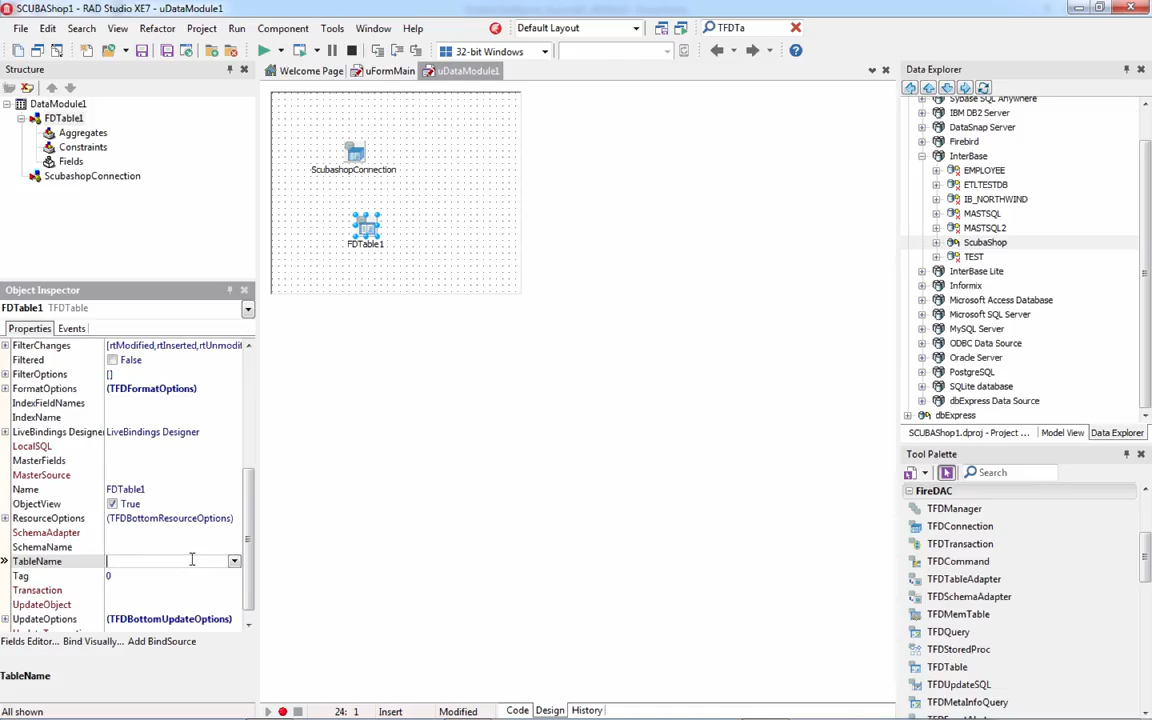 SCUBAShop1 - RAD Studio XE7 - uDataModule1
File Edit Search View Refactor Project Run Component Tools Window Help
Default Layout
TFDTa
32-bit Windows
Structure
DataModule1
FDTable1
Aggregates
Constraints
Fields
ScubashopConnection
Object Inspector
FDTable1 TFDTable
Properties Events
FilterChanges [rtModified,rtInserted,rtUnmodif
Filtered False
FilterOptions []
FormatOptions (TFDFormatOptions)
IndexFieldNames
IndexName
LiveBindings Designer LiveBindings Designer
LocalSQL
MasterFields
MasterSource
Name FDTable1
ObjectView True
ResourceOptions (TFDBottomResourceOptions)
SchemaAdapter
SchemaName
TableName
Tag 0
Transaction
UpdateObject
UpdateOptions (TFDBottomUpdateOptions)
Fields Editor... Bind Visually... Add BindSource
TableName
All shown
Welcome Page uFormMain uDataModule1
ScubashopConnection
FDTable1
24: 1 Insert Modified Code Design History
Data Explorer
Sybase SQL Anywhere
IBM DB2 Server
DataSnap Server
Firebird
InterBase
EMPLOYEE
ETLTESTDB
IB_NORTHWIND
MASTSQL
MASTSQL2
ScubaShop
TEST
InterBase Lite
Informix
Microsoft Access Database
Microsoft SQL Server
MySQL Server
ODBC Data Source
Oracle Server
PostgreSQL
SQLite database
dbExpress Data Source
dbExpress
SCUBAShop1.dproj - Project ... Model View Data Explorer
Tool Palette
Search
FireDAC
TFDManager
TFDConnection
TFDTransaction
TFDCommand
TFDTableAdapter
TFDSchemaAdapter
TFDMemTable
TFDQuery
TFDStoredProc
TFDTable
TFDUpdateSQL
TFDMetaInfoQuery